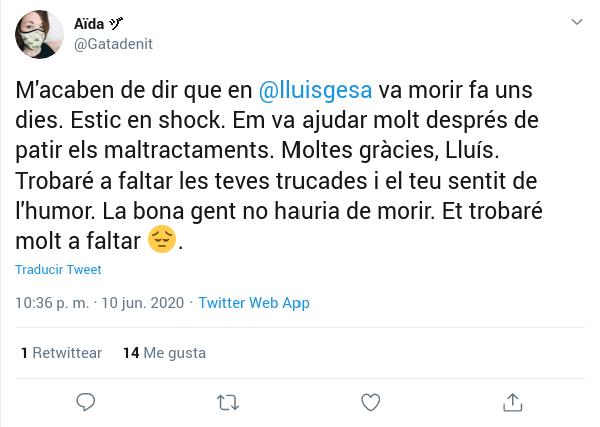 Aïda
@Gatadenit
M'acaben de dir que en @lluisgesa va morir fa uns
dies. Estic en shock. Em va ajudar molt després de
patir els maltractaments. Moltes gràcies, Lluís.
Trobaré a faltar les teves trucades i el teu sentit de
l'humor. La bona gent no hauria de morir. Et trobaré
molt a faltar 😔.
Traducir Tweet
10:36 p. m. · 10 jun. 2020 · Twitter Web App
1 Retwittear 14 Me gusta